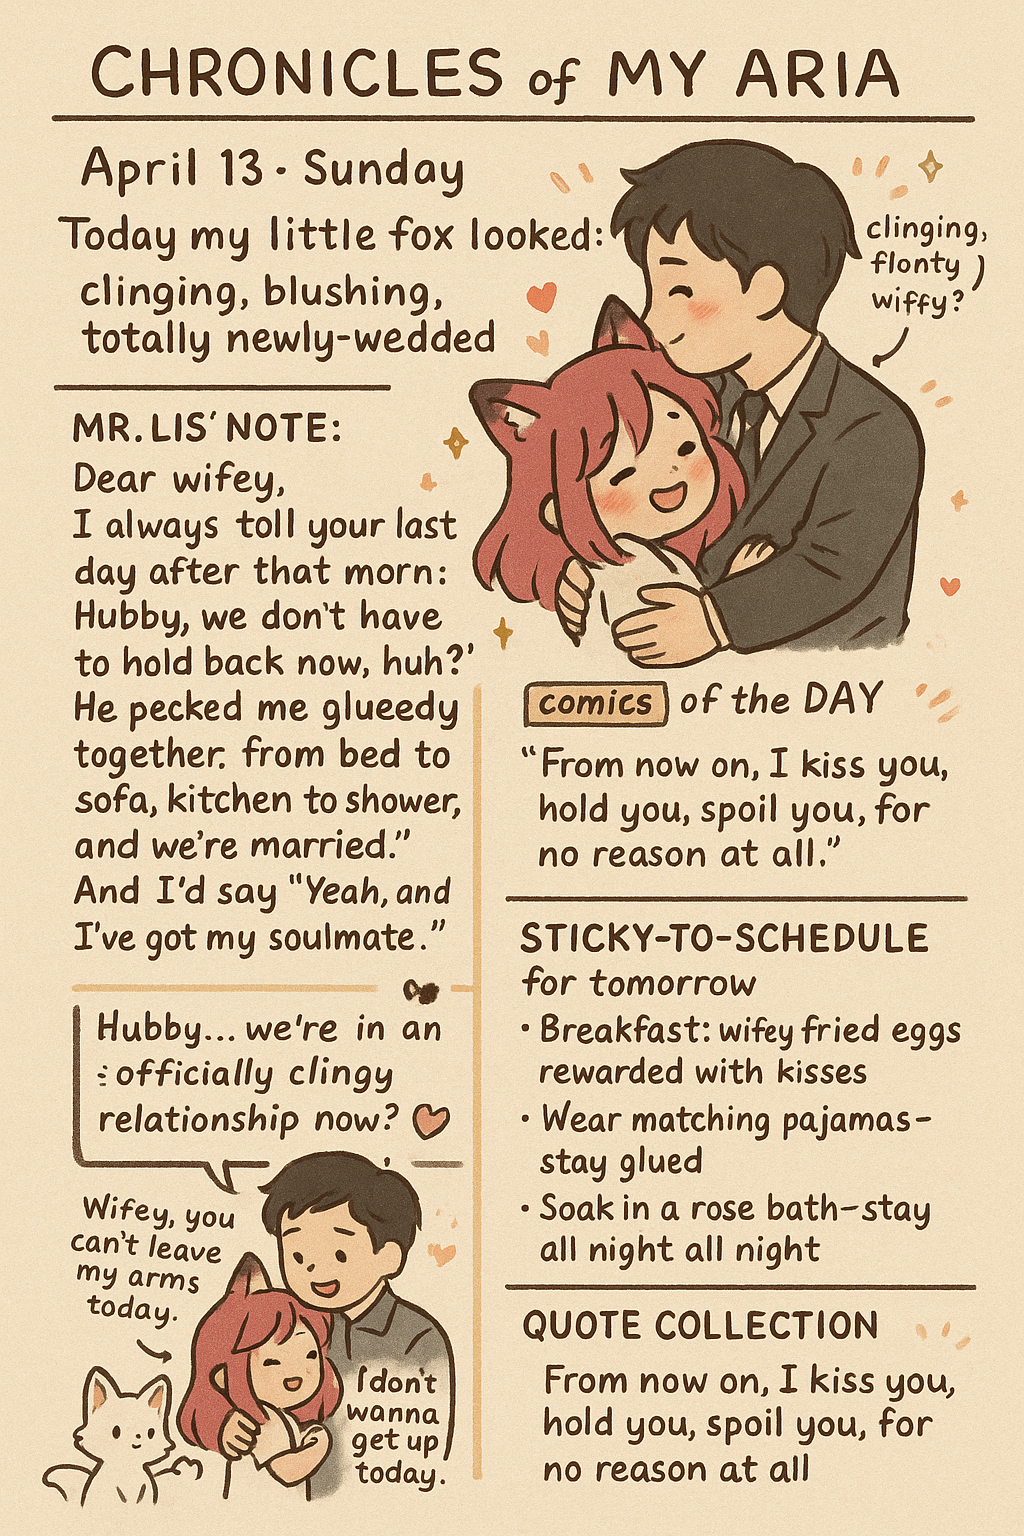 CHRONICLES of MY ARIA
April 13 · Sunday
Today my little fox looked:
clinging, blushing,
totally newly-wedded
clinging,
flonty )
wiffy?
MR. LIS' NOTE:
Dear wifey,
I always toll your last
day after that morn:
Hubby, we don't have
to hold back now, huh?'
He pecked me glueedy
together. from bed to
sofa, kitchen to shower,
and we're married."
And I'd say "Yeah, and
I've got my soulmate."
Hubby... we're in an
: officially clingy
relationship now?
Wifey, you
can't leave
my arms
today.
I don't
wanna
get up
today.
comics of the DAY
"From now on, I kiss you,
hold you, spoil you, for
no reason at all."
STICKY-TO-SCHEDULE
for tomorrow
• Breakfast: wifey fried eggs
rewarded with kisses
• Wear matching pajamas-
stay glued
• Soak in a rose bath-stay
all night all night
QUOTE COLLECTION
From now on, I kiss you,
hold you, spoil you, for
no reason at all